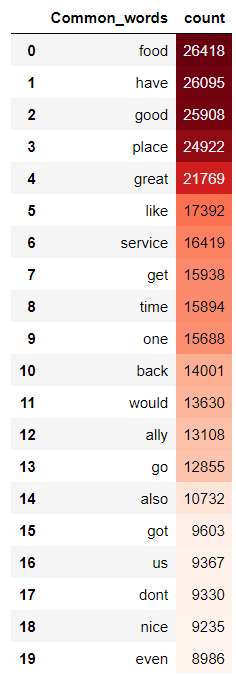 Common_words count
0 food 26418
1 have 26095
2 good 25908
3 place 24922
4 great 21769
5 like 17392
6 service 16419
7 get 15938
8 time 15894
9 one 15688
10 back 14001
11 would 13630
12 ally 13108
13 go 12855
14 also 10732
15 got 9603
16 us 9367
17 dont 9330
18 nice 9235
19 even 8986